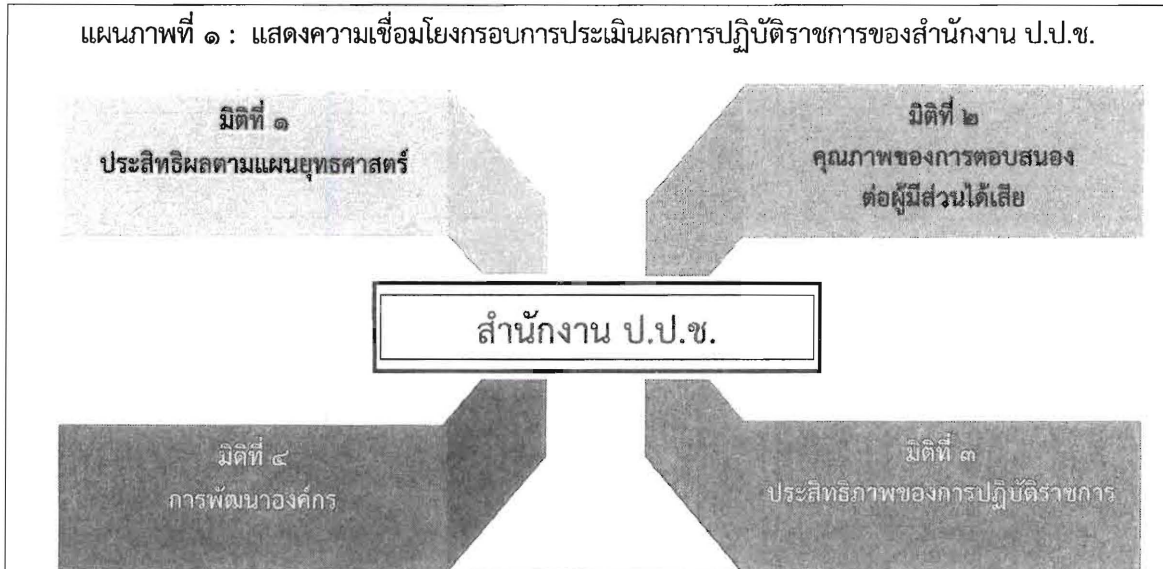 แผนภาพที่ ๑ : แสดงความเชื่อมโยงกรอบการประเมินผลการปฏิบัติราชการของสำนักงาน ป.ป.ช.
มิติที่ ๑
ประสิทธิผลตามแผนยุทธศาสตร์
มิติที่ ๒
คุณภาพของการตอบสนอง
ต่อผู้มีส่วนได้เสีย
สำนักงาน ป.ป.ช.
มิติที่ ๔
การพัฒนาองค์กร
มิติที่ ๓
ประสิทธิภาพของการปฏิบัติราชการ